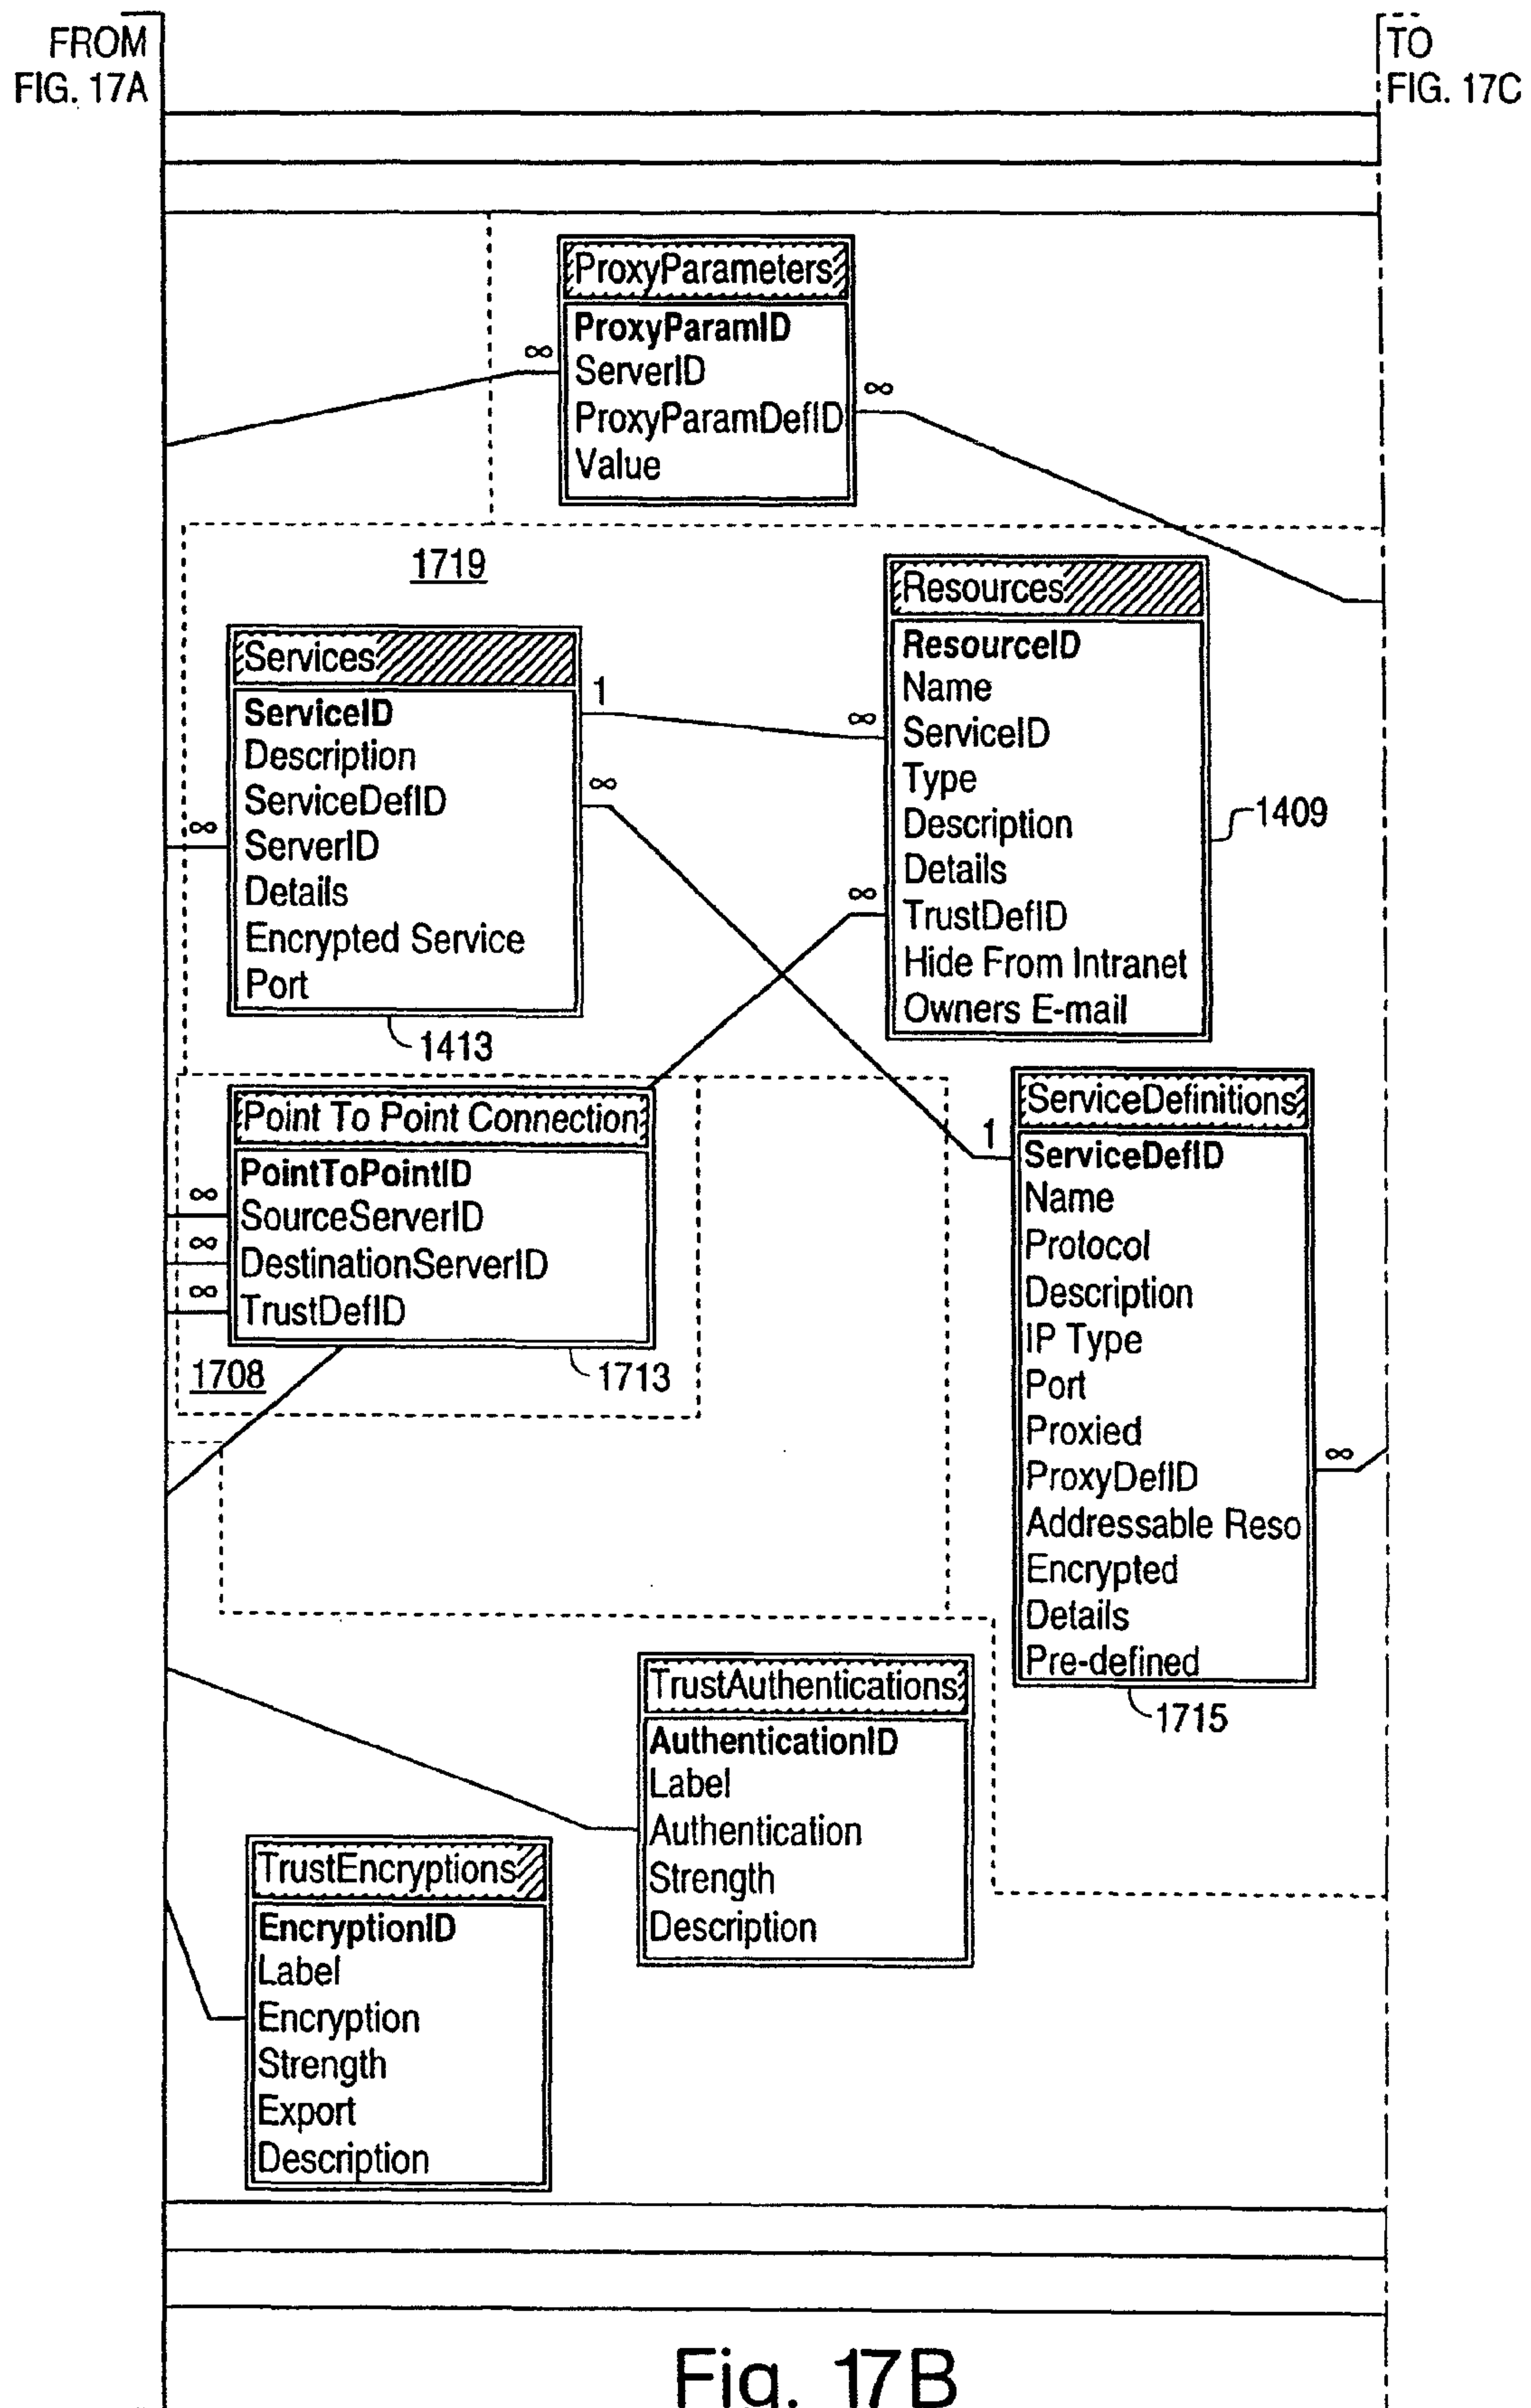 FROM
FIG. 17A
TO
FIG. 17C
ProxyParameters
ProxyParamID
∞
ServerID
∞
ProxyParamDefID
Value
1719
Resources
ResourceID
Name
∞
ServiceID
Type
Description
Details
∞
TrustDefID
Hide From Intranet
Owners E-mail
1409
Services
1
ServiceID
Description
∞
ServiceDefID
∞
ServerID
Details
Encrypted Service
Port
1413
Point To Point Connection
PointToPointID
∞
SourceServerID
∞
DestinationServerID
∞
TrustDefID
1708
1713
ServiceDefinitions
1
ServiceDefID
Name
Protocol
Description
IP Type
Port
Proxied
∞
ProxyDefID
Addressable Reso
Encrypted
Details
Pre-defined
1715
TrustAuthentications
AuthenticationID
Label
Authentication
Strength
Description
TrustEncryptions
EncryptionID
Label
Encryption
Strength
Export
Description
Fig. 17B